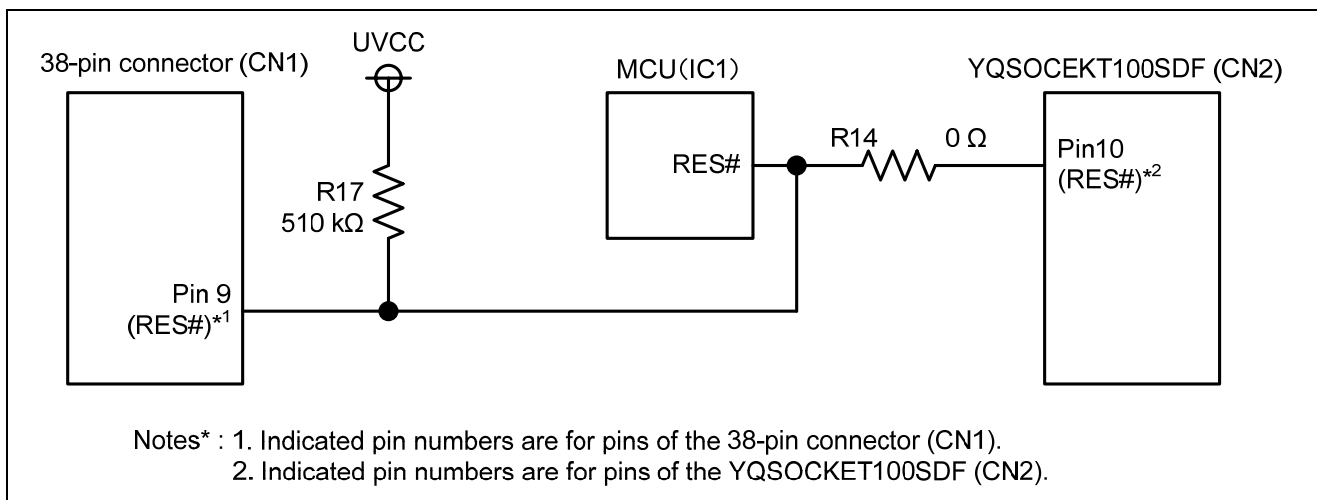 38-pin connector (CN1)
UVCC
MCU(IC1)
YQSOCEKT100SDF (CN2)
R17
510 kΩ
RES#
R14 0 Ω
Pin10
(RES#)*2
Pin 9
(RES#)*1
Notes* : 1. Indicated pin numbers are for pins of the 38-pin connector (CN1).
2. Indicated pin numbers are for pins of the YQSOCKET100SDF (CN2).